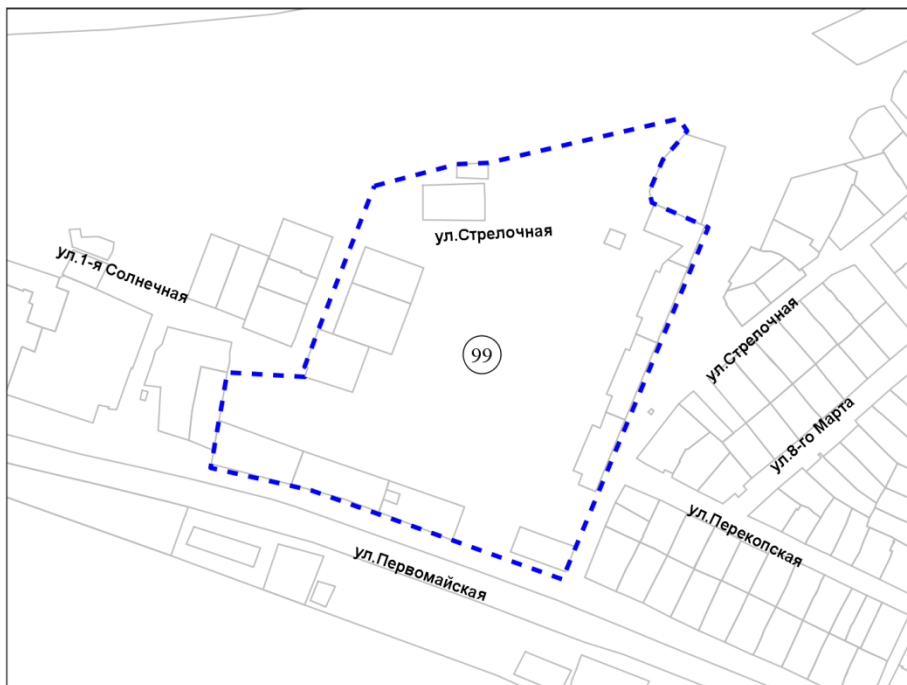 ул.Стрелочная
ул.1-я Солнечная
99
ул.Стрелочная
ул.8-го Марта
ул.Перекопская
ул.Первомайская